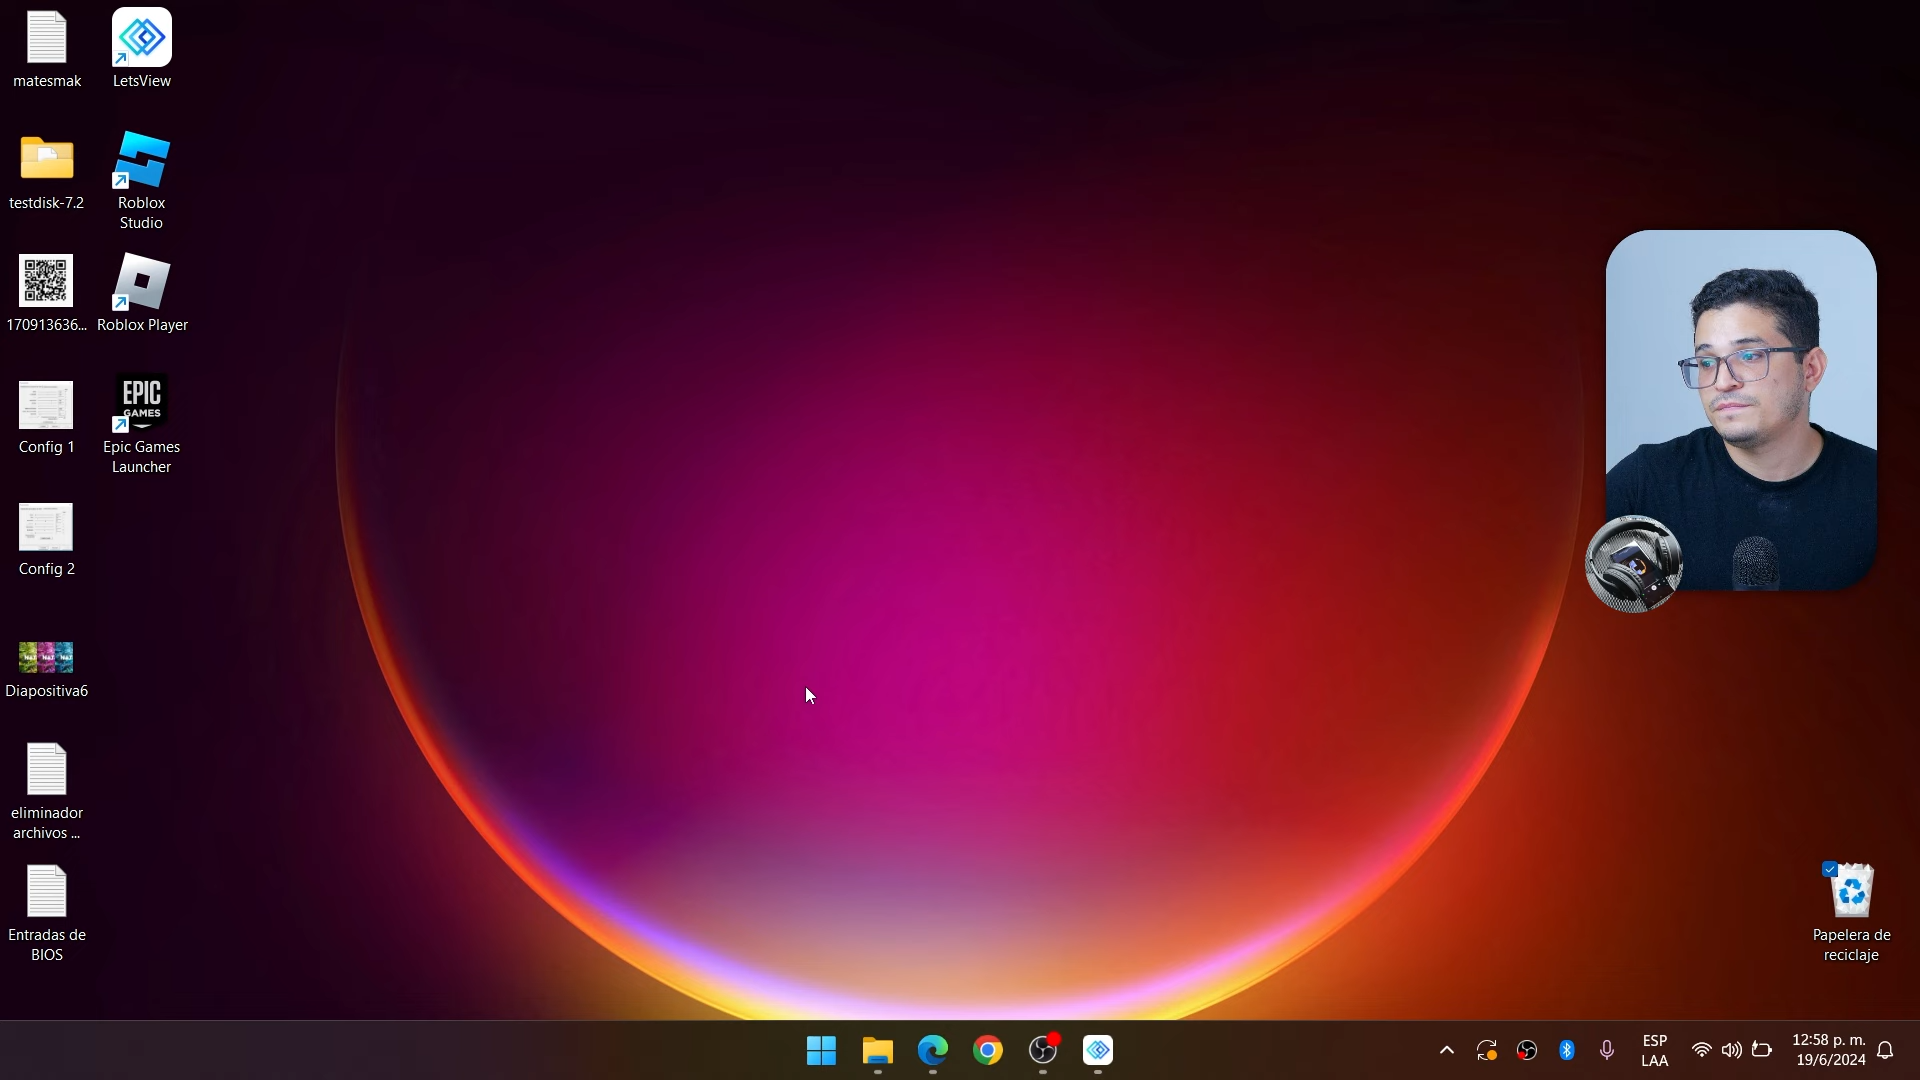 matesmak
LetsView
testdisk-7.2
Roblox
Studio
170913636...
Roblox Player
Config 1
EPIC
GAMES
Epic Games
Launcher
Config 2
Diapositiva6
eliminador
archivos ...
Entradas de
BIOS
Papelera de
reciclaje
ESP
LAA
12:58 p. m.
19/6/2024